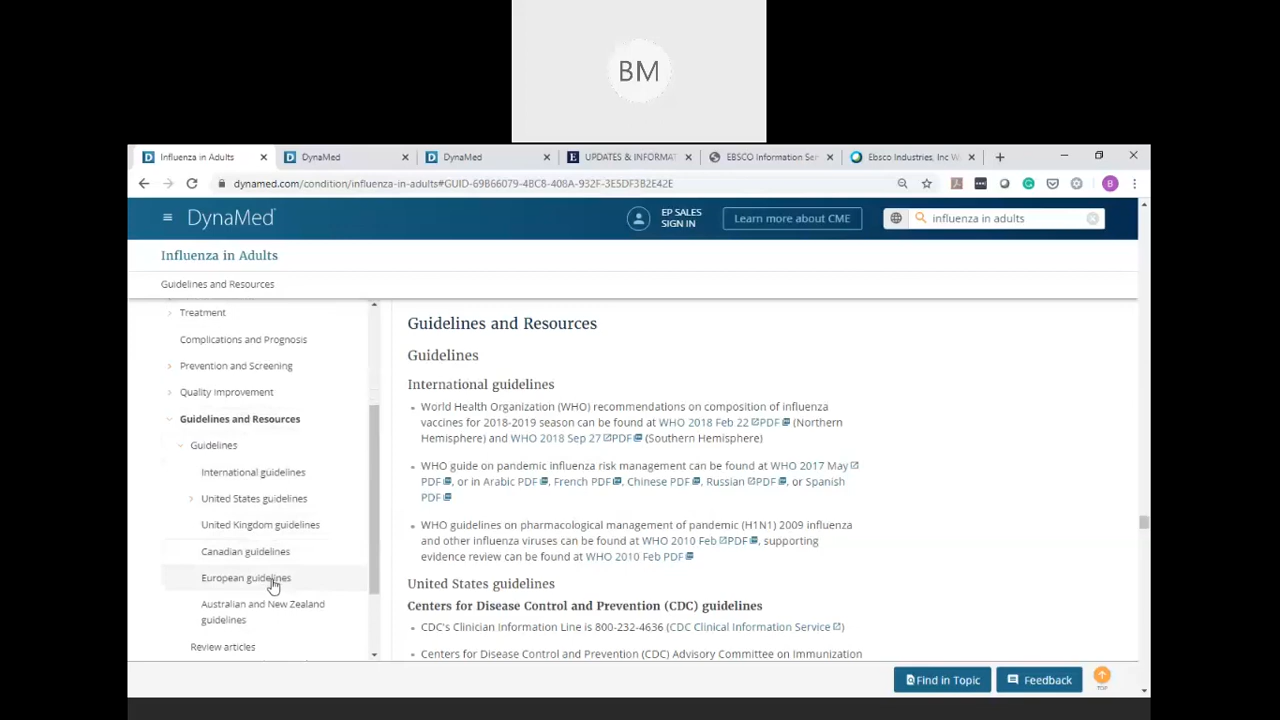 BM
Influenza in Adults
DynaMed
DynaMed
UPDATES & INFORMAT
EBSCO Information Ser
Ebsco Industries, Inc W
dynamed.com/condition/influenza-in-adults#GUID-69B66079-4BC8-408A-932F-3E5DF3B2E42E
B
DynaMed
EP SALES
SIGN IN
Learn more about CME
influenza in adults
Influenza in Adults
Guidelines and Resources
Treatment
Complications and Prognosis
Prevention and Screening
Quality Improvement
Guidelines and Resources
Guidelines
International guidelines
United States guidelines
United Kingdom guidelines
Canadian guidelines
European guidelines
Australian and New Zealand
guidelines
Review articles
Guidelines and Resources
Guidelines
International guidelines
World Health Organization (WHO) recommendations on composition of influenza
vaccines for 2018-2019 season can be found at WHO 2018 Feb 22 PDF (Northern
Hemisphere) and WHO 2018 Sep 27 PDF (Southern Hemisphere)
WHO guide on pandemic influenza risk management can be found at WHO 2017 May
PDF, or in Arabic PDF, French PDF, Chinese PDF, Russian PDF, or Spanish
PDF
WHO guidelines on pharmacological management of pandemic (H1N1) 2009 influenza
and other influenza viruses can be found at WHO 2010 Feb PDF, supporting
evidence review can be found at WHO 2010 Feb PDF
United States guidelines
Centers for Disease Control and Prevention (CDC) guidelines
CDC's Clinician Information Line is 800-232-4636 (CDC Clinical Information Service)
Centers for Disease Control and Prevention (CDC) Advisory Committee on Immunization
Find in Topic
Feedback
TOP